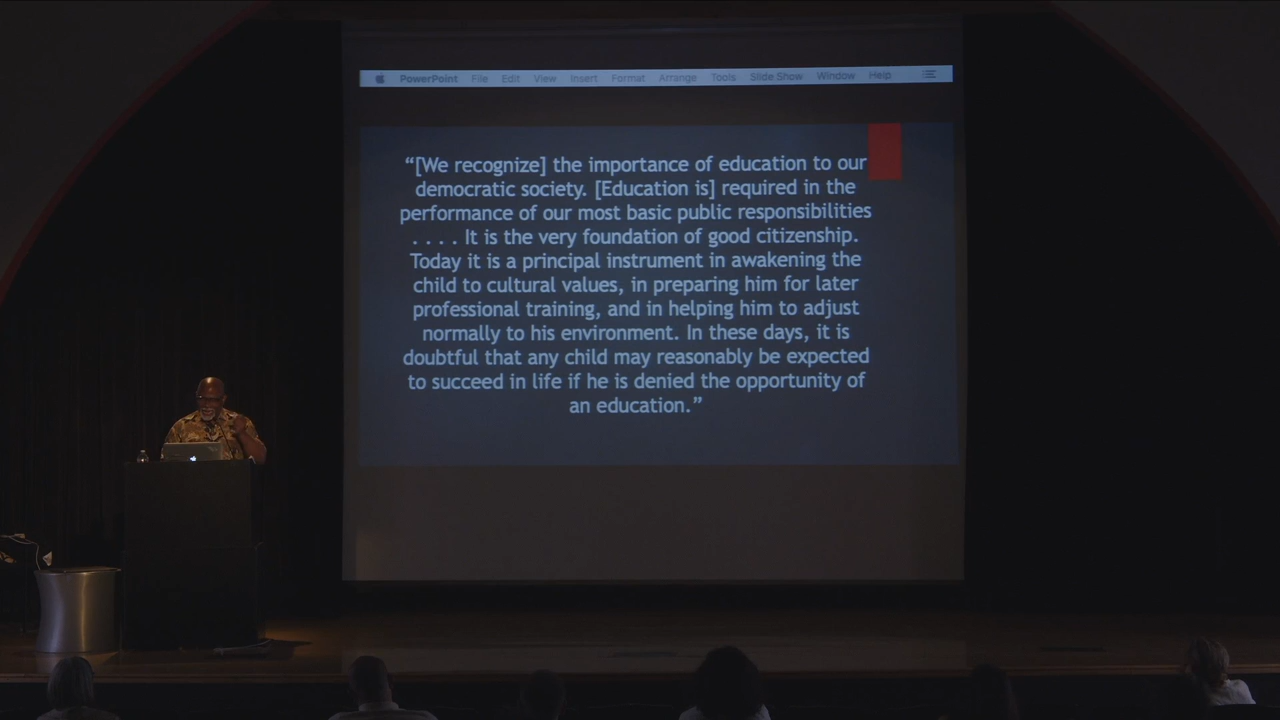 PowerPoint File Edit View Insert Format Arrange Tools Slide Show Window Help
“[We recognize] the importance of education to our
democratic society. [Education is] required in the
performance of our most basic public responsibilities
. . . . It is the very foundation of good citizenship.
Today it is a principal instrument in awakening the
child to cultural values, in preparing him for later
professional training, and in helping him to adjust
normally to his environment. In these days, it is
doubtful that any child may reasonably be expected
to succeed in life if he is denied the opportunity of
an education.”